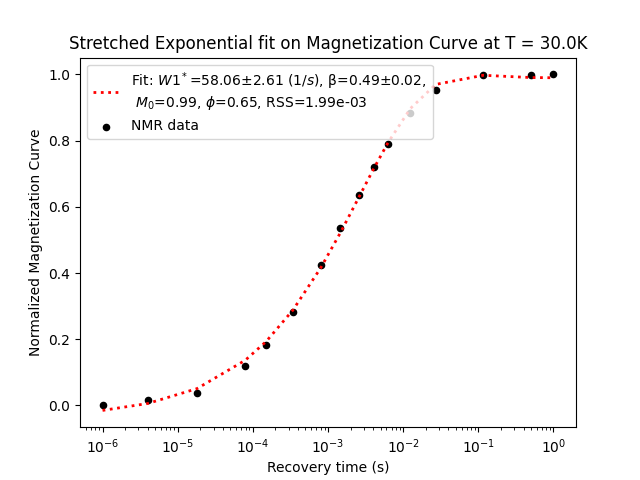 Stretched Exponential fit on Magnetization Curve at T = 30.0K
Fit: W1*=58.06±2.61 (1/s), β=0.49±0.02,
M₀=0.99, ϕ=0.65, RSS=1.99e-03
NMR data
Normalized Magnetization Curve
1.0
0.8
0.6
0.4
0.2
0.0
10⁻⁶ 10⁻⁵ 10⁻⁴ 10⁻³ 10⁻² 10⁻¹ 10⁰
Recovery time (s)